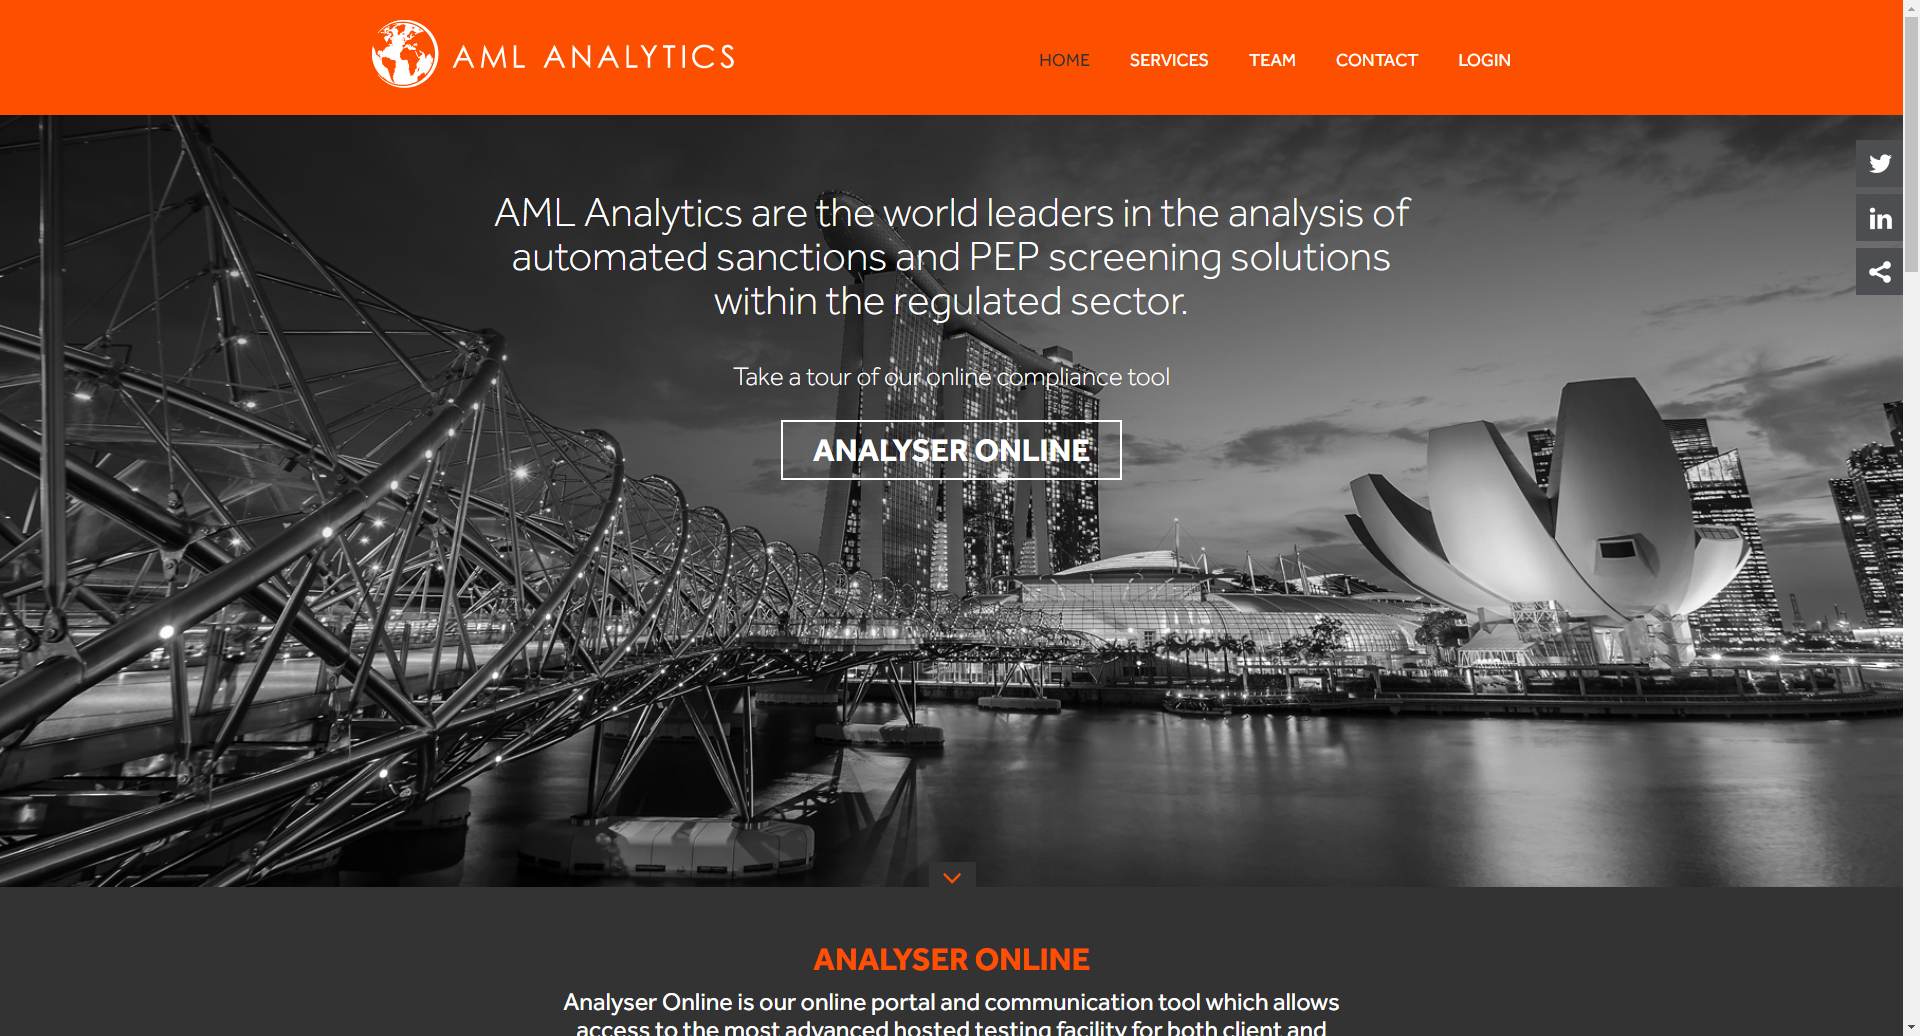 AML ANALYTICS
HOME
SERVICES
TEAM
CONTACT
LOGIN
AML Analytics are the world leaders in the analysis of
automated sanctions and PEP screening solutions
within the regulated sector.
Take a tour of our online compliance tool
ANALYSER ONLINE
ANALYSER ONLINE
Analyser Online is our online portal and communication tool which allows
access to the most advanced hosted testing facility for both client and